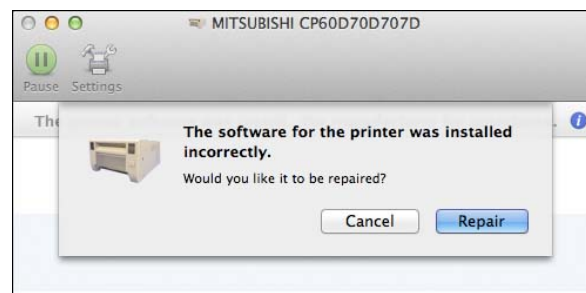 MITSUBISHI CP60D70D707D
Pause Settings
The
The software for the printer was installed
incorrectly.
Would you like it to be repaired?
Cancel Repair